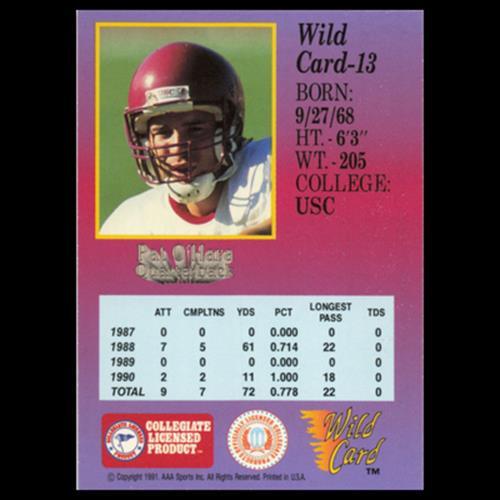 Wild
Card-13
BORN:
9/27/68
HT. - 6'3"
WT. - 205
COLLEGE:
USC
Pat O'Hara
Quarterback
ATT CMPLTNS YDS PCT LONGEST PASS TDS
1987 0 0 0 0.000 0 0
1988 7 5 61 0.714 22 0
1989 0 0 0 0.000 0 0
1990 2 2 11 1.000 18 0
TOTAL 9 7 72 0.778 22 0
COLLEGIATE
LICENSED
PRODUCT™
Wild
Card
TM
Copyright 1991. AAA Sports Inc. All Rights Reserved. Printed in U.S.A.